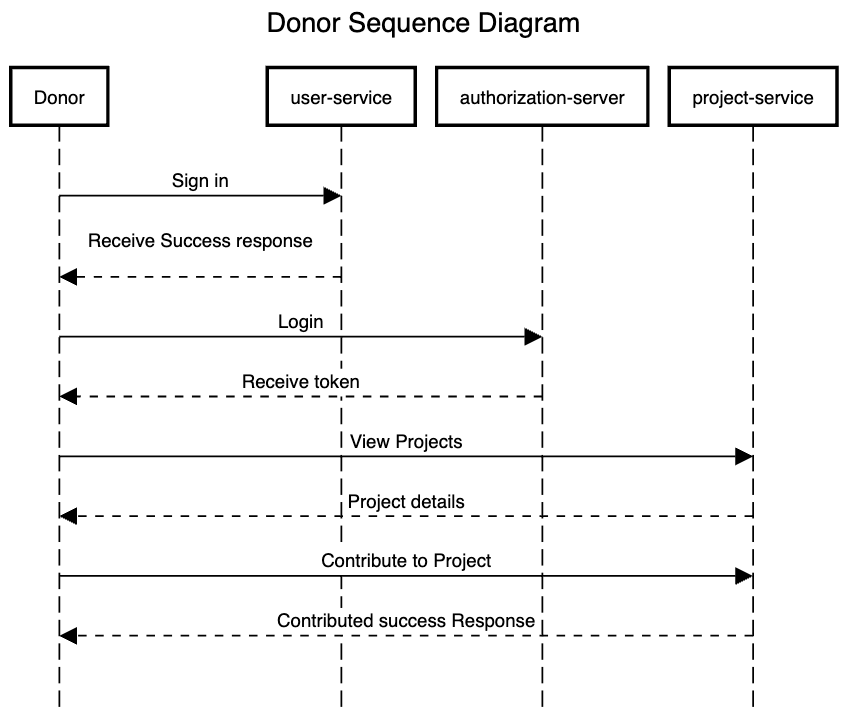 Donor Sequence Diagram
Donor
user-service
authorization-server
project-service
Sign in
Receive Success response
Login
Receive token
View Projects
Project details
Contribute to Project
Contributed success Response